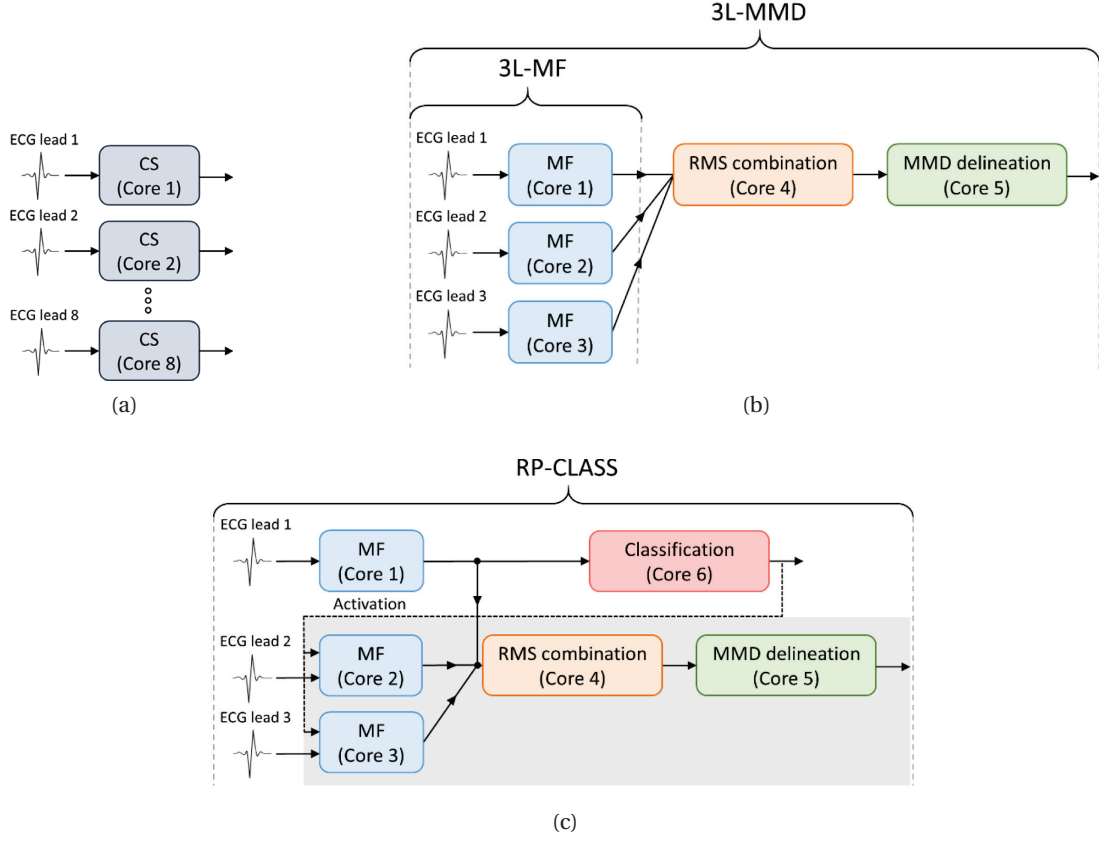 ECG lead 1
CS
(Core 1)
ECG lead 2
CS
(Core 2)
ECG lead 8
CS
(Core 8)
(a)
3L-MMD
3L-MF
ECG lead 1
MF
(Core 1)
RMS combination
(Core 4)
MMD delineation
(Core 5)
ECG lead 2
MF
(Core 2)
ECG lead 3
MF
(Core 3)
(b)
RP-CLASS
ECG lead 1
MF
(Core 1)
Classification
(Core 6)
Activation
ECG lead 2
MF
(Core 2)
RMS combination
(Core 4)
MMD delineation
(Core 5)
ECG lead 3
MF
(Core 3)
(c)